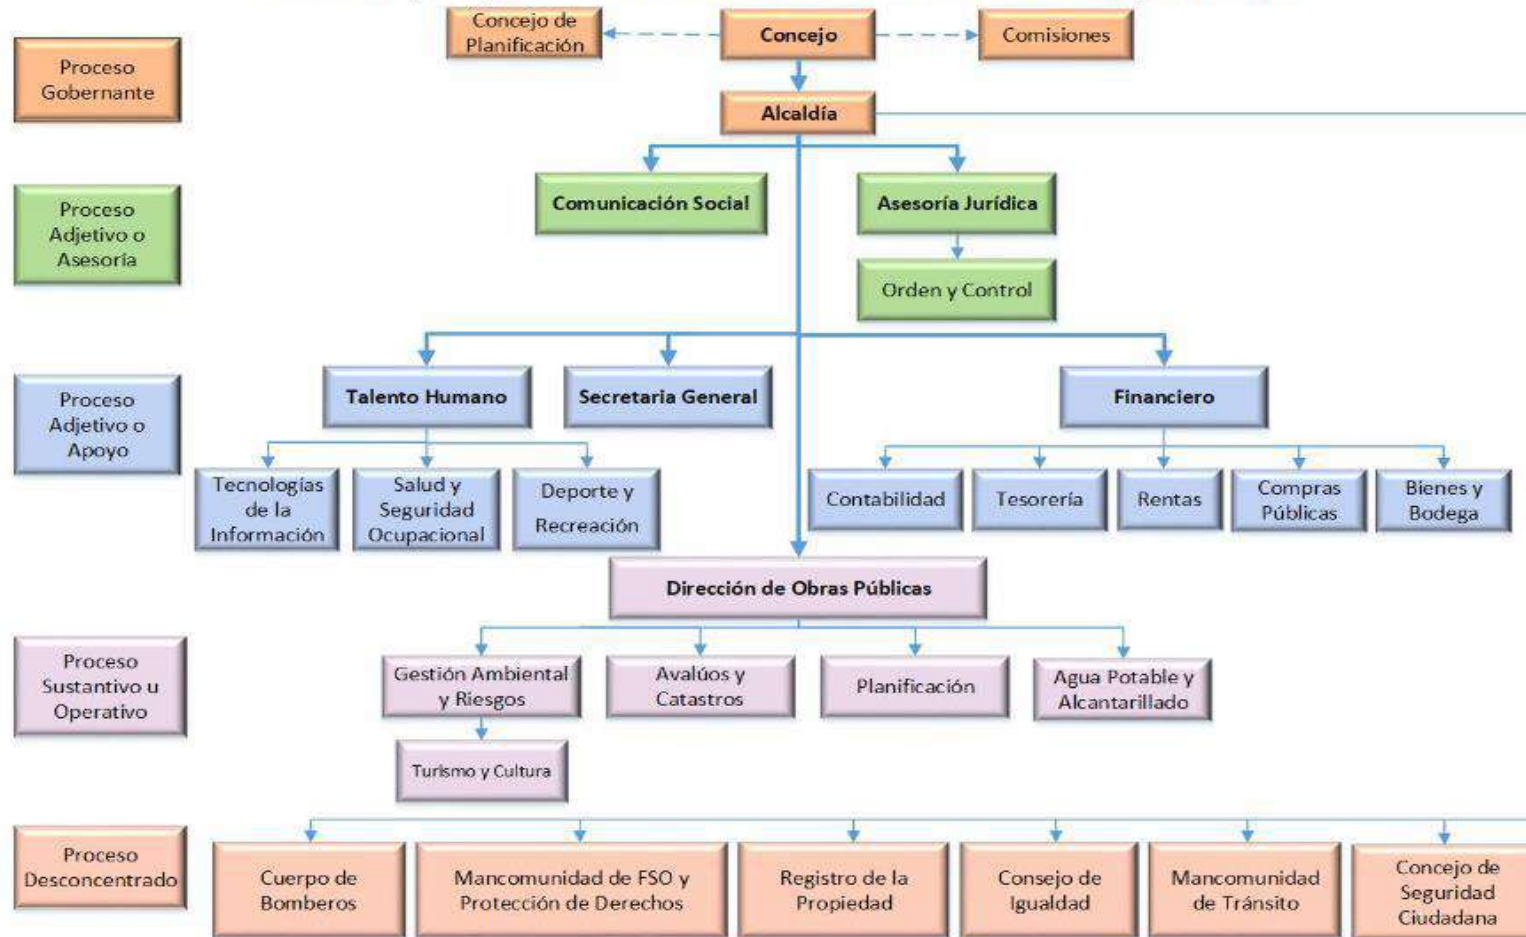 Concejo de
Planificación
Concejo
Comisiones
Proceso
Gobernante
Alcaldía
Proceso
Adjetivo o
Asesoría
Comunicación Social
Asesoría Jurídica
Orden y Control
Proceso
Adjetivo o
Apoyo
Talento Humano
Secretaria General
Financiero
Tecnologías
de la
Información
Salud y
Seguridad
Ocupacional
Deporte y
Recreación
Contabilidad
Tesorería
Rentas
Compras
Públicas
Bienes y
Bodega
Dirección de Obras Públicas
Proceso
Sustantivo u
Operativo
Gestión Ambiental
y Riesgos
Avalúos y
Catastros
Planificación
Agua Potable y
Alcantarillado
Turismo y Cultura
Proceso
Desconcentrado
Cuerpo de
Bomberos
Mancomunidad de FSO y
Protección de Derechos
Registro de la
Propiedad
Consejo de
Igualdad
Mancomunidad
de Tránsito
Concejo de
Seguridad
Ciudadana